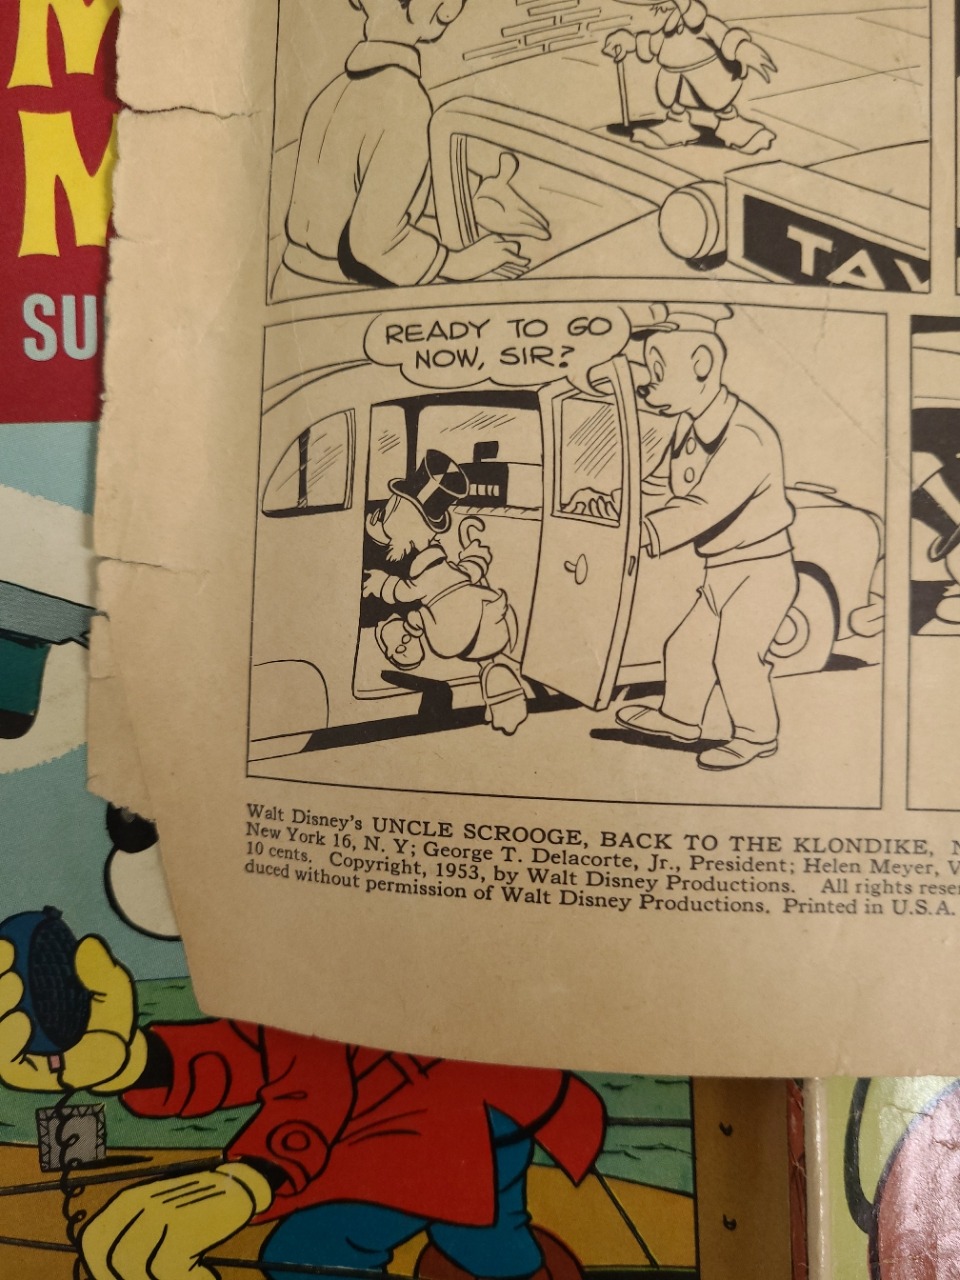 M
M
SU
TA
READY TO GO
NOW, SIR?
Walt Disney's UNCLE SCROOGE, BACK TO THE KLONDIKE,
New York 16, N. Y; George T. Delacorte, Jr., President; Helen Meyer, V
10 cents. Copyright, 1953, by Walt Disney Productions. All rights reser
duced without permission of Walt Disney Productions. Printed in U.S.A.